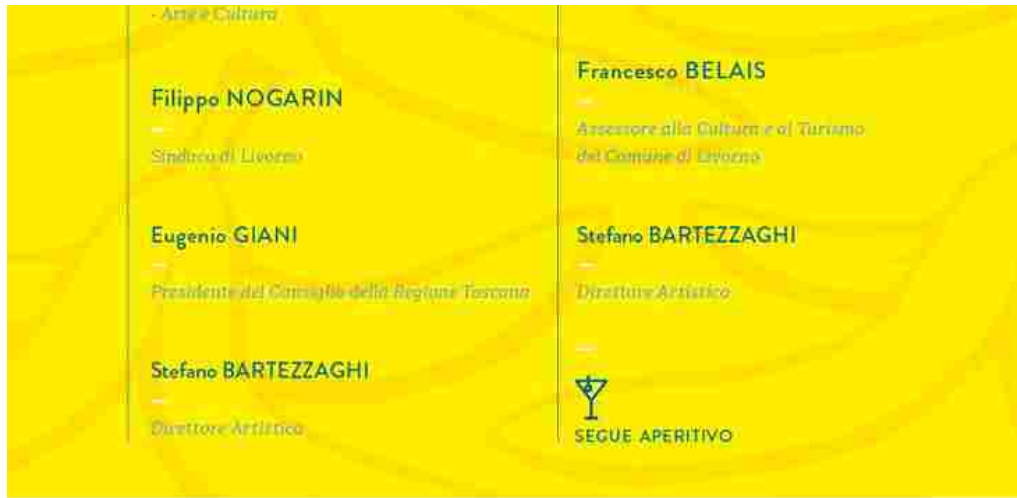 - Arte e Cultura
Filippo NOGARIN
Sindaco di Livorno
Eugenio GIANI
Presidente del Consiglio della Regione Toscana
Stefano BARTEZZAGHI
Direttore Artistico
Francesco BELAIS
Assessore alla Cultura e al Turismo
del Comune di Livorno
Stefano BARTEZZAGHI
Direttore Artistico
SEGUE APERITIVO